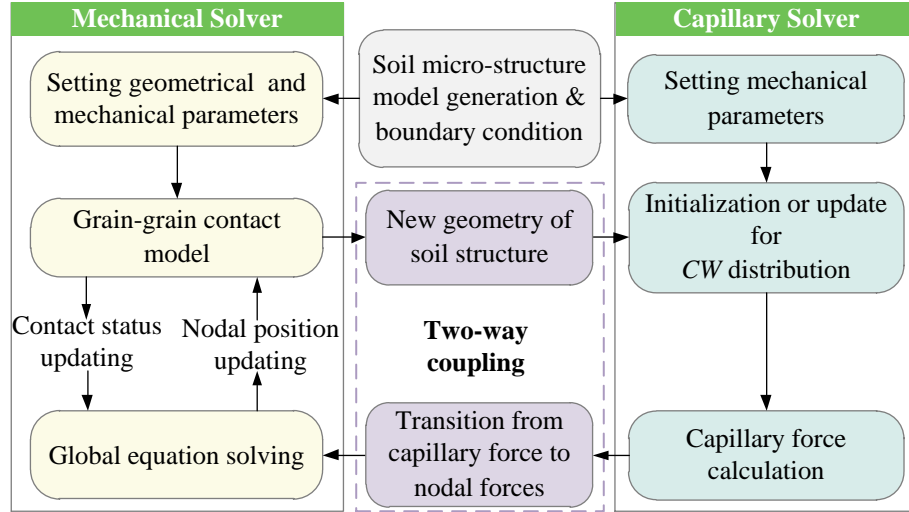 Mechanical Solver
Setting geometrical and
mechanical parameters
Grain-grain contact
model
Contact status
updating
Nodal position
updating
Global equation solving
Soil micro-structure
model generation &
boundary condition
New geometry of
soil structure
Two-way
coupling
Transition from
capillary force to
nodal forces
Capillary Solver
Setting mechanical
parameters
Initialization or update
for
CW distribution
Capillary force
calculation